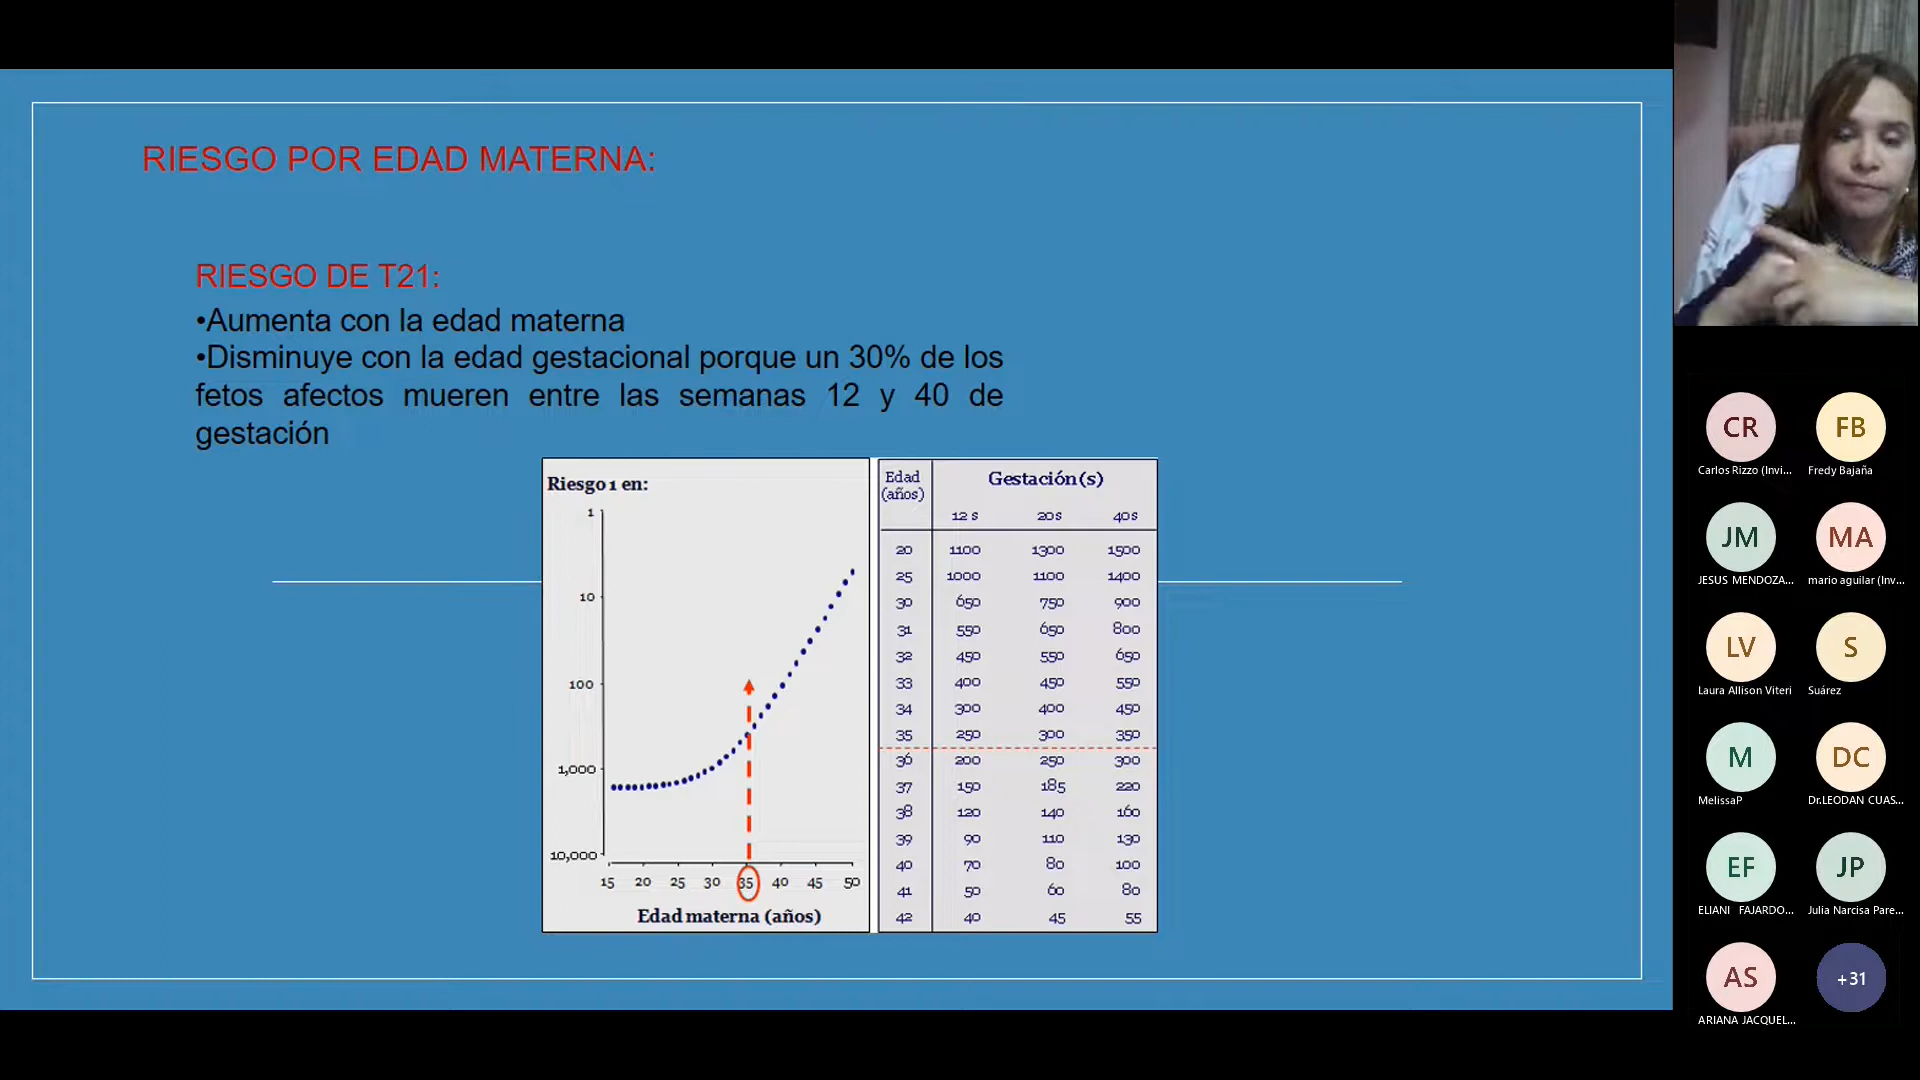 RIESGO POR EDAD MATERNA:
RIESGO DE T21:
•Aumenta con la edad materna
•Disminuye con la edad gestacional porque un 30% de los
fetos afectos mueren entre las semanas 12 y 40 de
gestación
Riesgo 1 en:
1
10
100
1,000
10,000
15 20 25 30 35 40 45 50
Edad materna (años)
Edad Gestación(s)
(años)
12 s 20s 40s
20 1100 1300 1500
25 1000 1100 1400
30 650 750 900
31 550 650 800
32 450 550 650
33 400 450 550
34 300 400 450
35 250 300 350
36 200 250 300
37 150 185 220
38 120 140 160
39 90 110 130
40 70 80 100
41 50 60 80
42 40 45 55
CR FB
Carlos Rizzo (Invi... Fredy Bajaña
JM MA
JESUS MENDOZA... mario aguilar (Inv...
LV S
Laura Allison Viteri Suárez
M DC
MelissaP Dr.LEODAN CUAS...
EF JP
ELIANI FAJARDO... Julia Narcisa Pare...
AS +31
ARIANA JACQUEL...